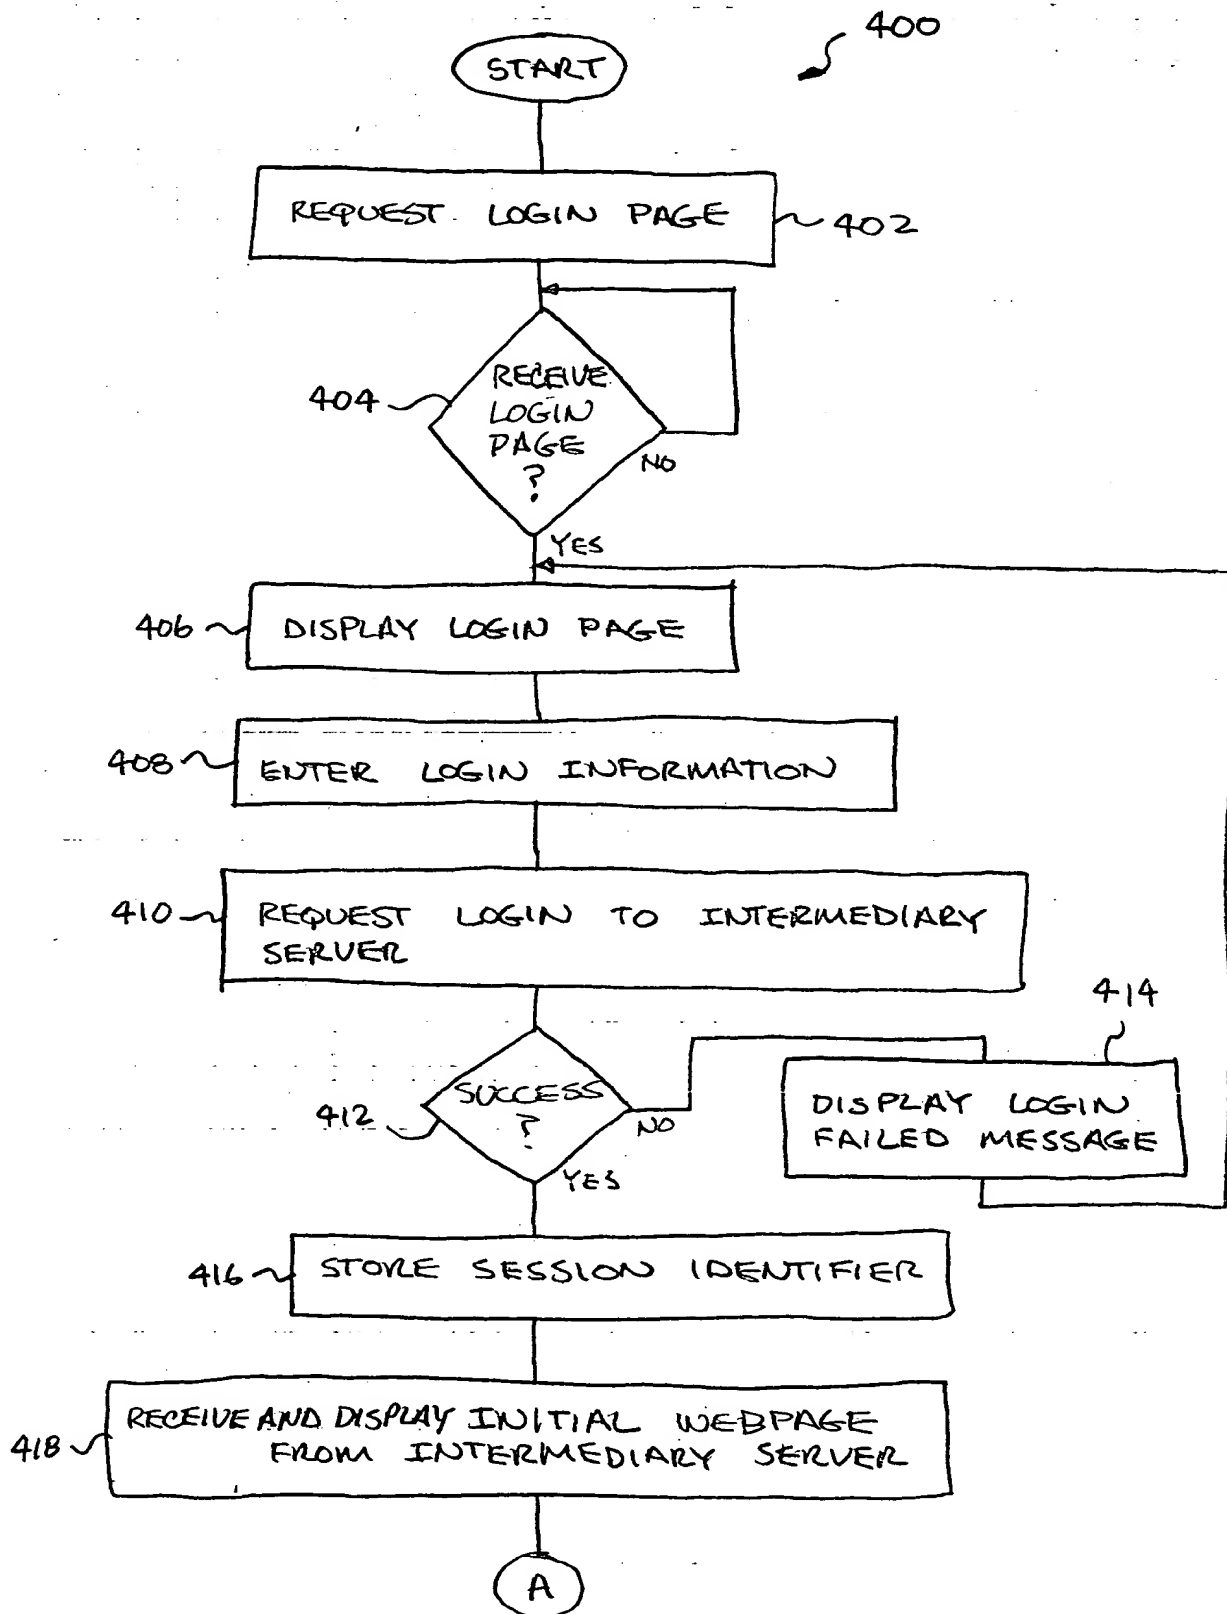 400
START
REQUEST LOGIN PAGE
402
404
RECEIVE
LOGIN
PAGE
?
NO
YES
406
DISPLAY LOGIN PAGE
408
ENTER LOGIN INFORMATION
410
REQUEST LOGIN TO INTERMEDIARY
SERVER
414
412
SUCCESS
?
NO
YES
DISPLAY LOGIN
FAILED MESSAGE
416
STORE SESSION IDENTIFIER
418
RECEIVE AND DISPLAY INITIAL WEBPAGE
FROM INTERMEDIARY SERVER
A